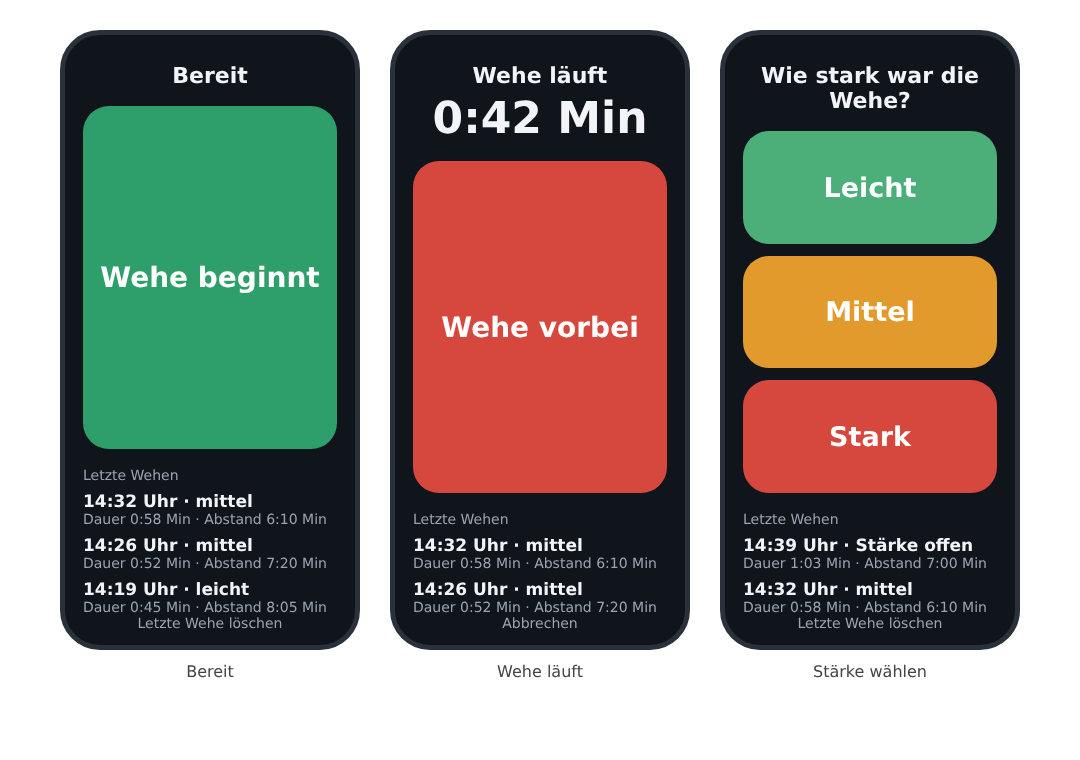 Bereit
Wehe beginnt
Letzte Wehen
14:32 Uhr · mittel
Dauer 0:58 Min · Abstand 6:10 Min
14:26 Uhr · mittel
Dauer 0:52 Min · Abstand 7:20 Min
14:19 Uhr · leicht
Dauer 0:45 Min · Abstand 8:05 Min
Letzte Wehe löschen
Bereit
Wehe läuft
0:42 Min
Wehe vorbei
Letzte Wehen
14:32 Uhr · mittel
Dauer 0:58 Min · Abstand 6:10 Min
14:26 Uhr · mittel
Dauer 0:52 Min · Abstand 7:20 Min
Abbrechen
Wehe läuft
Wie stark war die
Wehe?
Leicht
Mittel
Stark
Letzte Wehen
14:39 Uhr · Stärke offen
Dauer 1:03 Min · Abstand 7:00 Min
14:32 Uhr · mittel
Dauer 0:58 Min · Abstand 6:10 Min
Letzte Wehe löschen
Stärke wählen